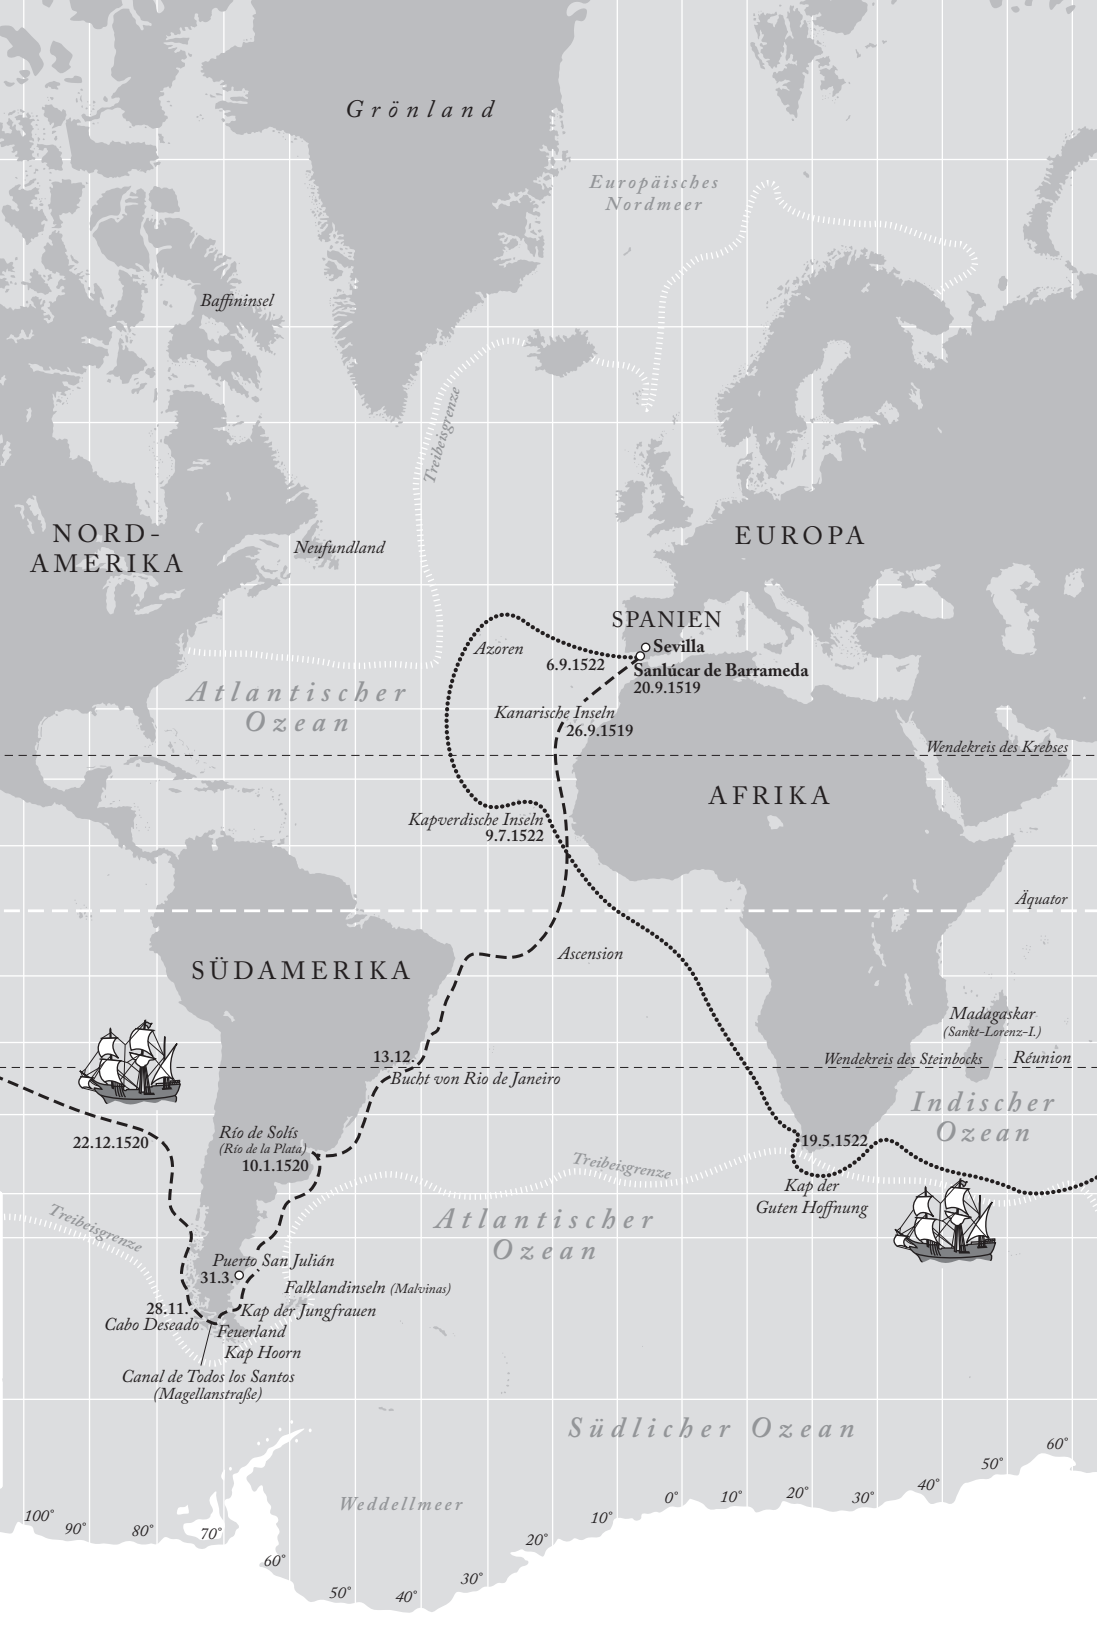 Grönland
Europäisches
Nordmeer
Baffininsel
Treibeisgrenze
NORD-
AMERIKA
Neufundland
EUROPA
SPANIEN
Sevilla
Azoren
6.9.1522
Sanlúcar de Barrameda
20.9.1519
Atlantischer
Ozean
Kanarische Inseln
26.9.1519
Wendekreis des Krebses
AFRIKA
Kapverdische Inseln
9.7.1522
Äquator
Ascension
SÜDAMERIKA
Madagaskar
(Sankt-Lorenz-I.)
13.12.
Wendekreis des Steinbocks
Réunion
Bucht von Rio de Janeiro
Indischer
Ozean
22.12.1520
Río de Solís
(Río de la Plata)
10.1.1520
19.5.1522
Treibeisgrenze
Kap der
Guten Hoffnung
Treibeisgrenze
Atlantischer
Ozean
Puerto San Julián
31.3.
Falklandinseln (Malvinas)
28.11.
Kap der Jungfrauen
Cabo Deseado
Feuerland
Kap Hoorn
Canal de Todos los Santos
(Magellanstraße)
Südlicher Ozean
Weddellmeer
100°
90°
80°
70°
60°
50°
40°
30°
20°
10°
0°
10°
20°
30°
40°
50°
60°